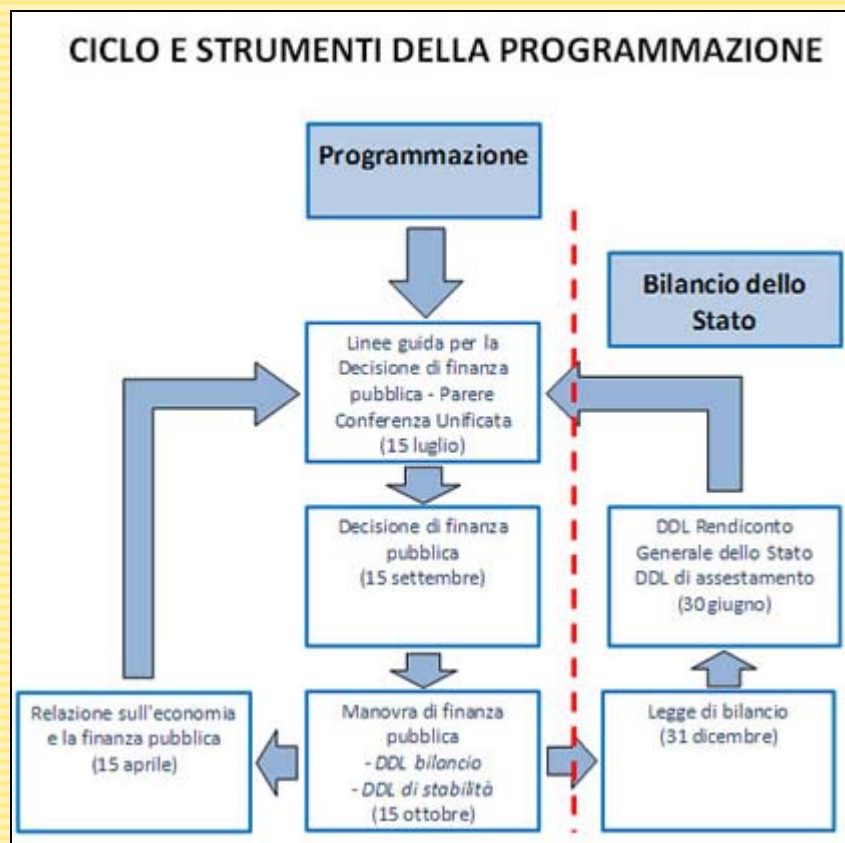 CICLO E STRUMENTI DELLA PROGRAMMAZIONE
Programmazione
Bilancio dello
Stato
Linee guida per la
Decisione di finanza
pubblica - Parere
Conferenza Unificata
(15 luglio)
Decisione di finanza
pubblica
(15 settembre)
DDL Rendiconto
Generale dello Stato
DDL di assestamento
(30 giugno)
Relazione sull'economia
e la finanza pubblica
(15 aprile)
Manovra di finanza
pubblica
- DDL bilancio
- DDL di stabilità
(15 ottobre)
Legge di bilancio
(31 dicembre)